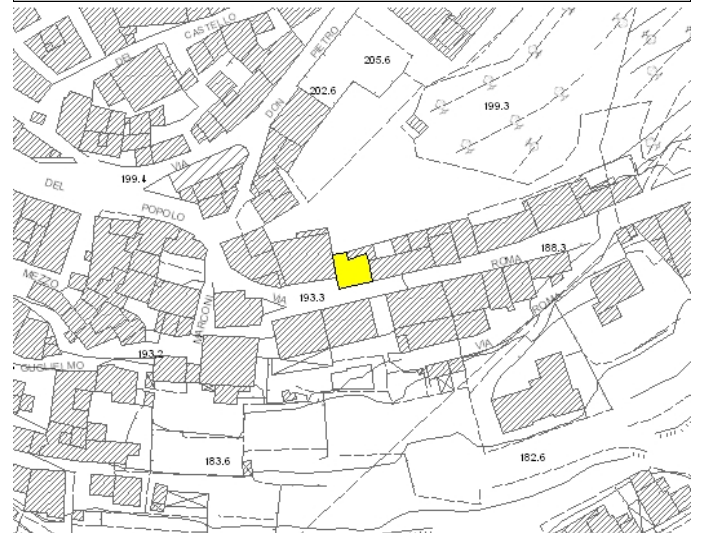 CASTELLO
DR
PIETRO
205.6
202.6
DON
199.3
VIA
199.4
DEL
POPOLO
188.3
ROMA
MEZZO
VIA
193.3
MARCONI
ROMA
VIA
193.2
GUGLIELMO
183.6
182.6